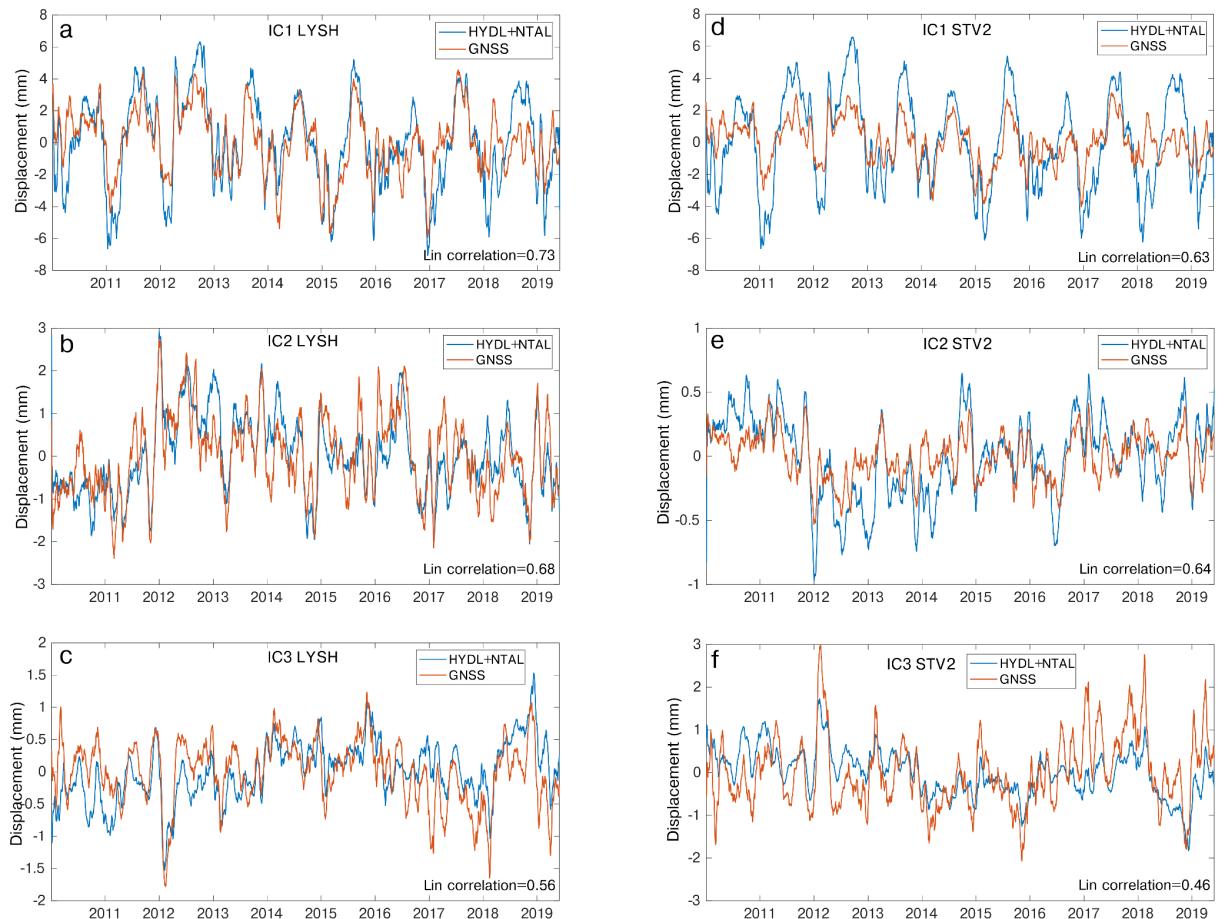 a
IC1 LYSH
HYDL+NTAL
GNSS
Displacement (mm)
8
6
4
2
0
-2
-4
-6
-8
Lin correlation=0.73
2011 2012 2013 2014 2015 2016 2017 2018 2019
d
IC1 STV2
HYDL+NTAL
GNSS
Displacement (mm)
8
6
4
2
0
-2
-4
-6
-8
Lin correlation=0.63
2011 2012 2013 2014 2015 2016 2017 2018 2019
b
IC2 LYSH
HYDL+NTAL
GNSS
Displacement (mm)
3
2
1
0
-1
-2
-3
Lin correlation=0.68
2011 2012 2013 2014 2015 2016 2017 2018 2019
e
IC2 STV2
HYDL+NTAL
GNSS
Displacement (mm)
1
0.5
0
-0.5
-1
Lin correlation=0.64
2011 2012 2013 2014 2015 2016 2017 2018 2019
c
IC3 LYSH
HYDL+NTAL
GNSS
Displacement (mm)
2
1.5
1
0.5
0
-0.5
-1
-1.5
-2
Lin correlation=0.56
2011 2012 2013 2014 2015 2016 2017 2018 2019
f
IC3 STV2
HYDL+NTAL
GNSS
Displacement (mm)
3
2
1
0
-1
-2
-3
Lin correlation=0.46
2011 2012 2013 2014 2015 2016 2017 2018 2019